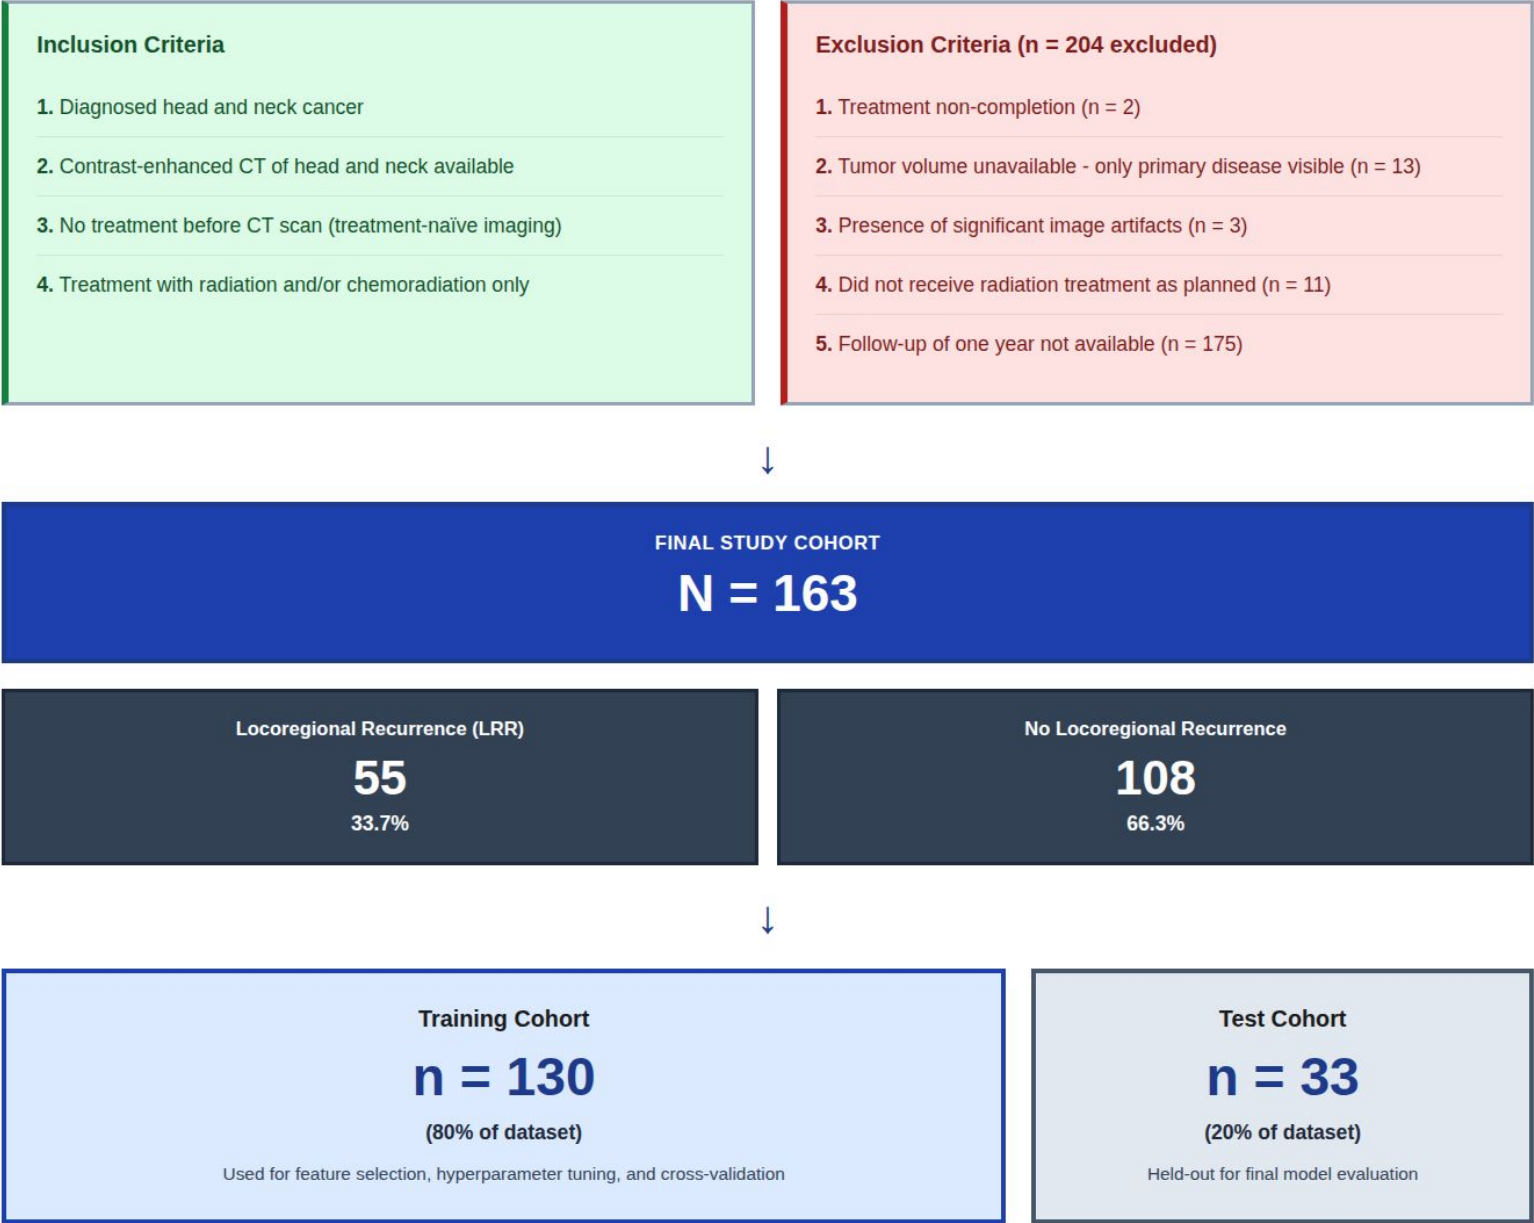 Inclusion Criteria
1. Diagnosed head and neck cancer
2. Contrast-enhanced CT of head and neck available
3. No treatment before CT scan (treatment-naïve imaging)
4. Treatment with radiation and/or chemoradiation only
Exclusion Criteria (n = 204 excluded)
1. Treatment non-completion (n = 2)
2. Tumor volume unavailable - only primary disease visible (n = 13)
3. Presence of significant image artifacts (n = 3)
4. Did not receive radiation treatment as planned (n = 11)
5. Follow-up of one year not available (n = 175)
↓
FINAL STUDY COHORT
N = 163
Locoregional Recurrence (LRR)
55
33.7%
No Locoregional Recurrence
108
66.3%
↓
Training Cohort
n = 130
(80% of dataset)
Used for feature selection, hyperparameter tuning, and cross-validation
Test Cohort
n = 33
(20% of dataset)
Held-out for final model evaluation